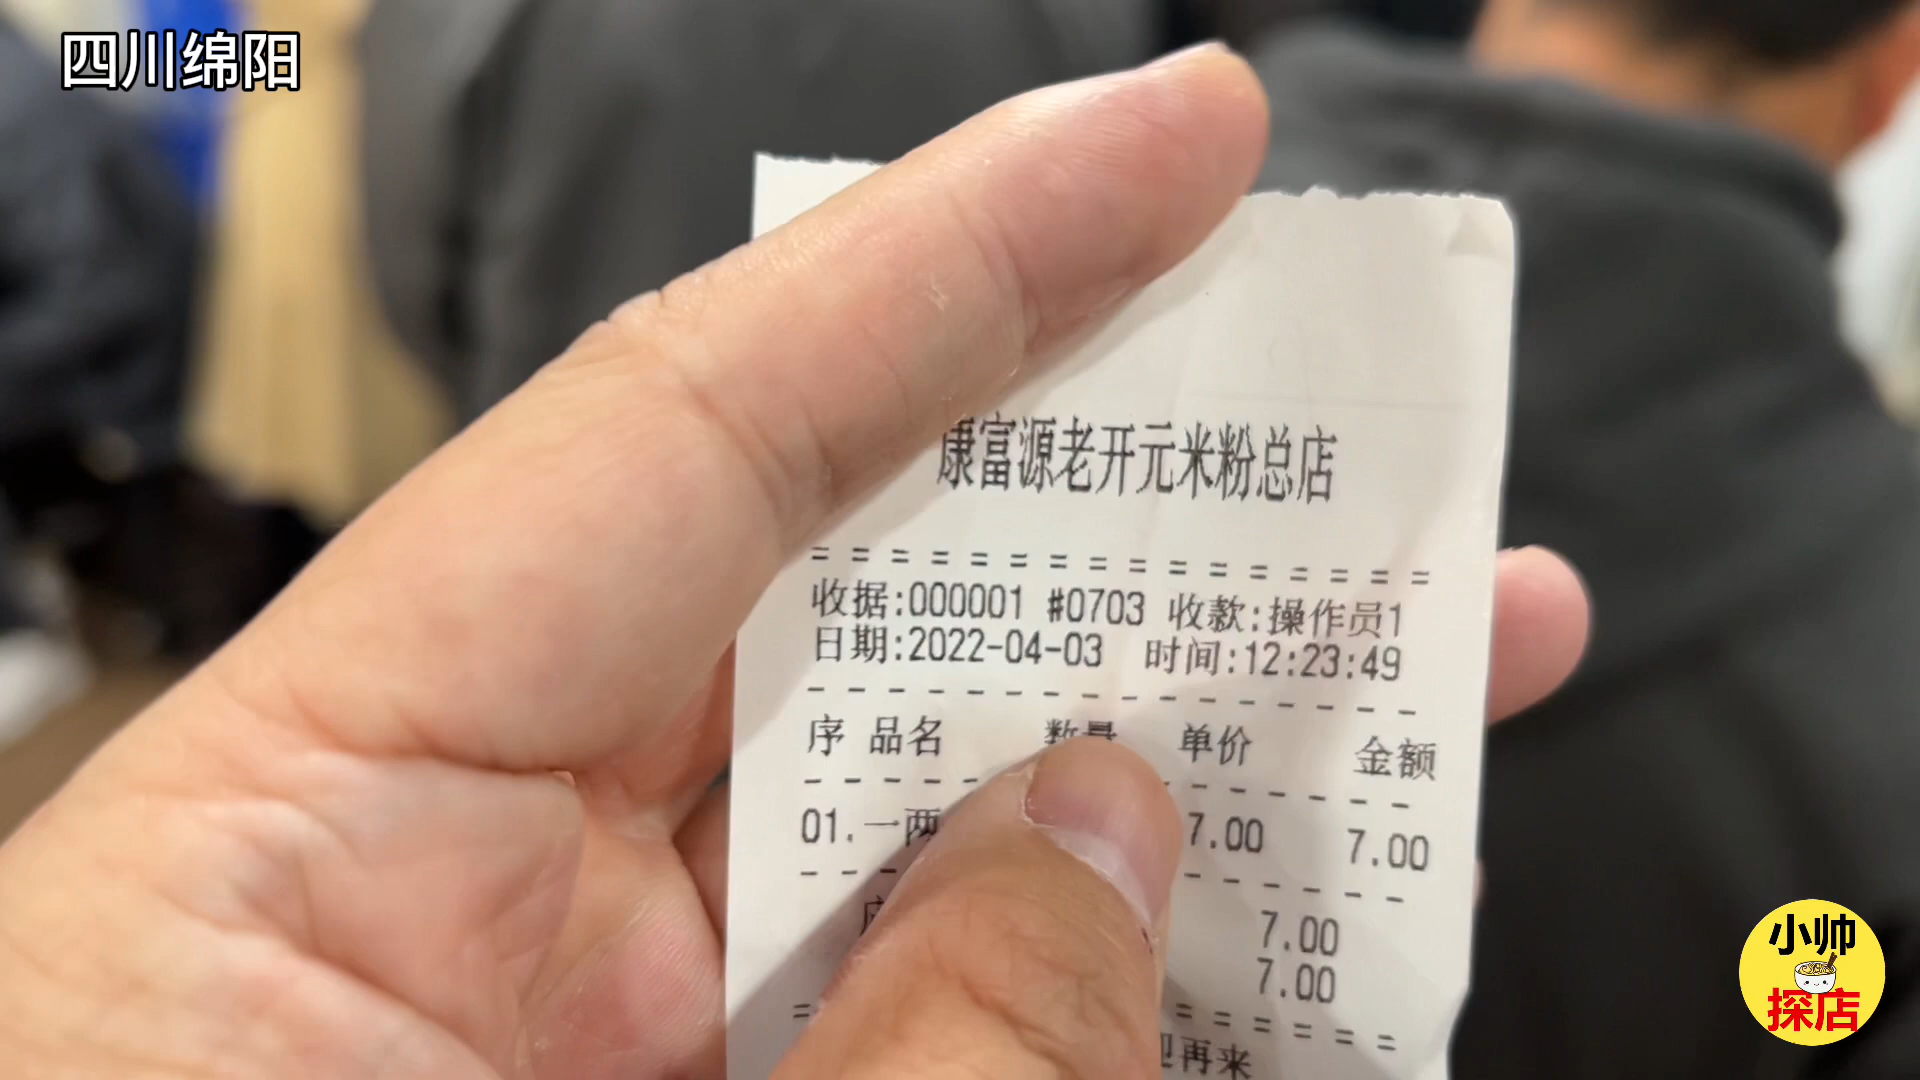 四川绵阳
康富源老开元米粉总店
====================
收据:000001 #0703 收款:操作员1
日期:2022-04-03 时间:12:23:49
序 品名 数量 单价 金额
01.一两 7.00 7.00
7.00
7.00
再来
小帅
探店